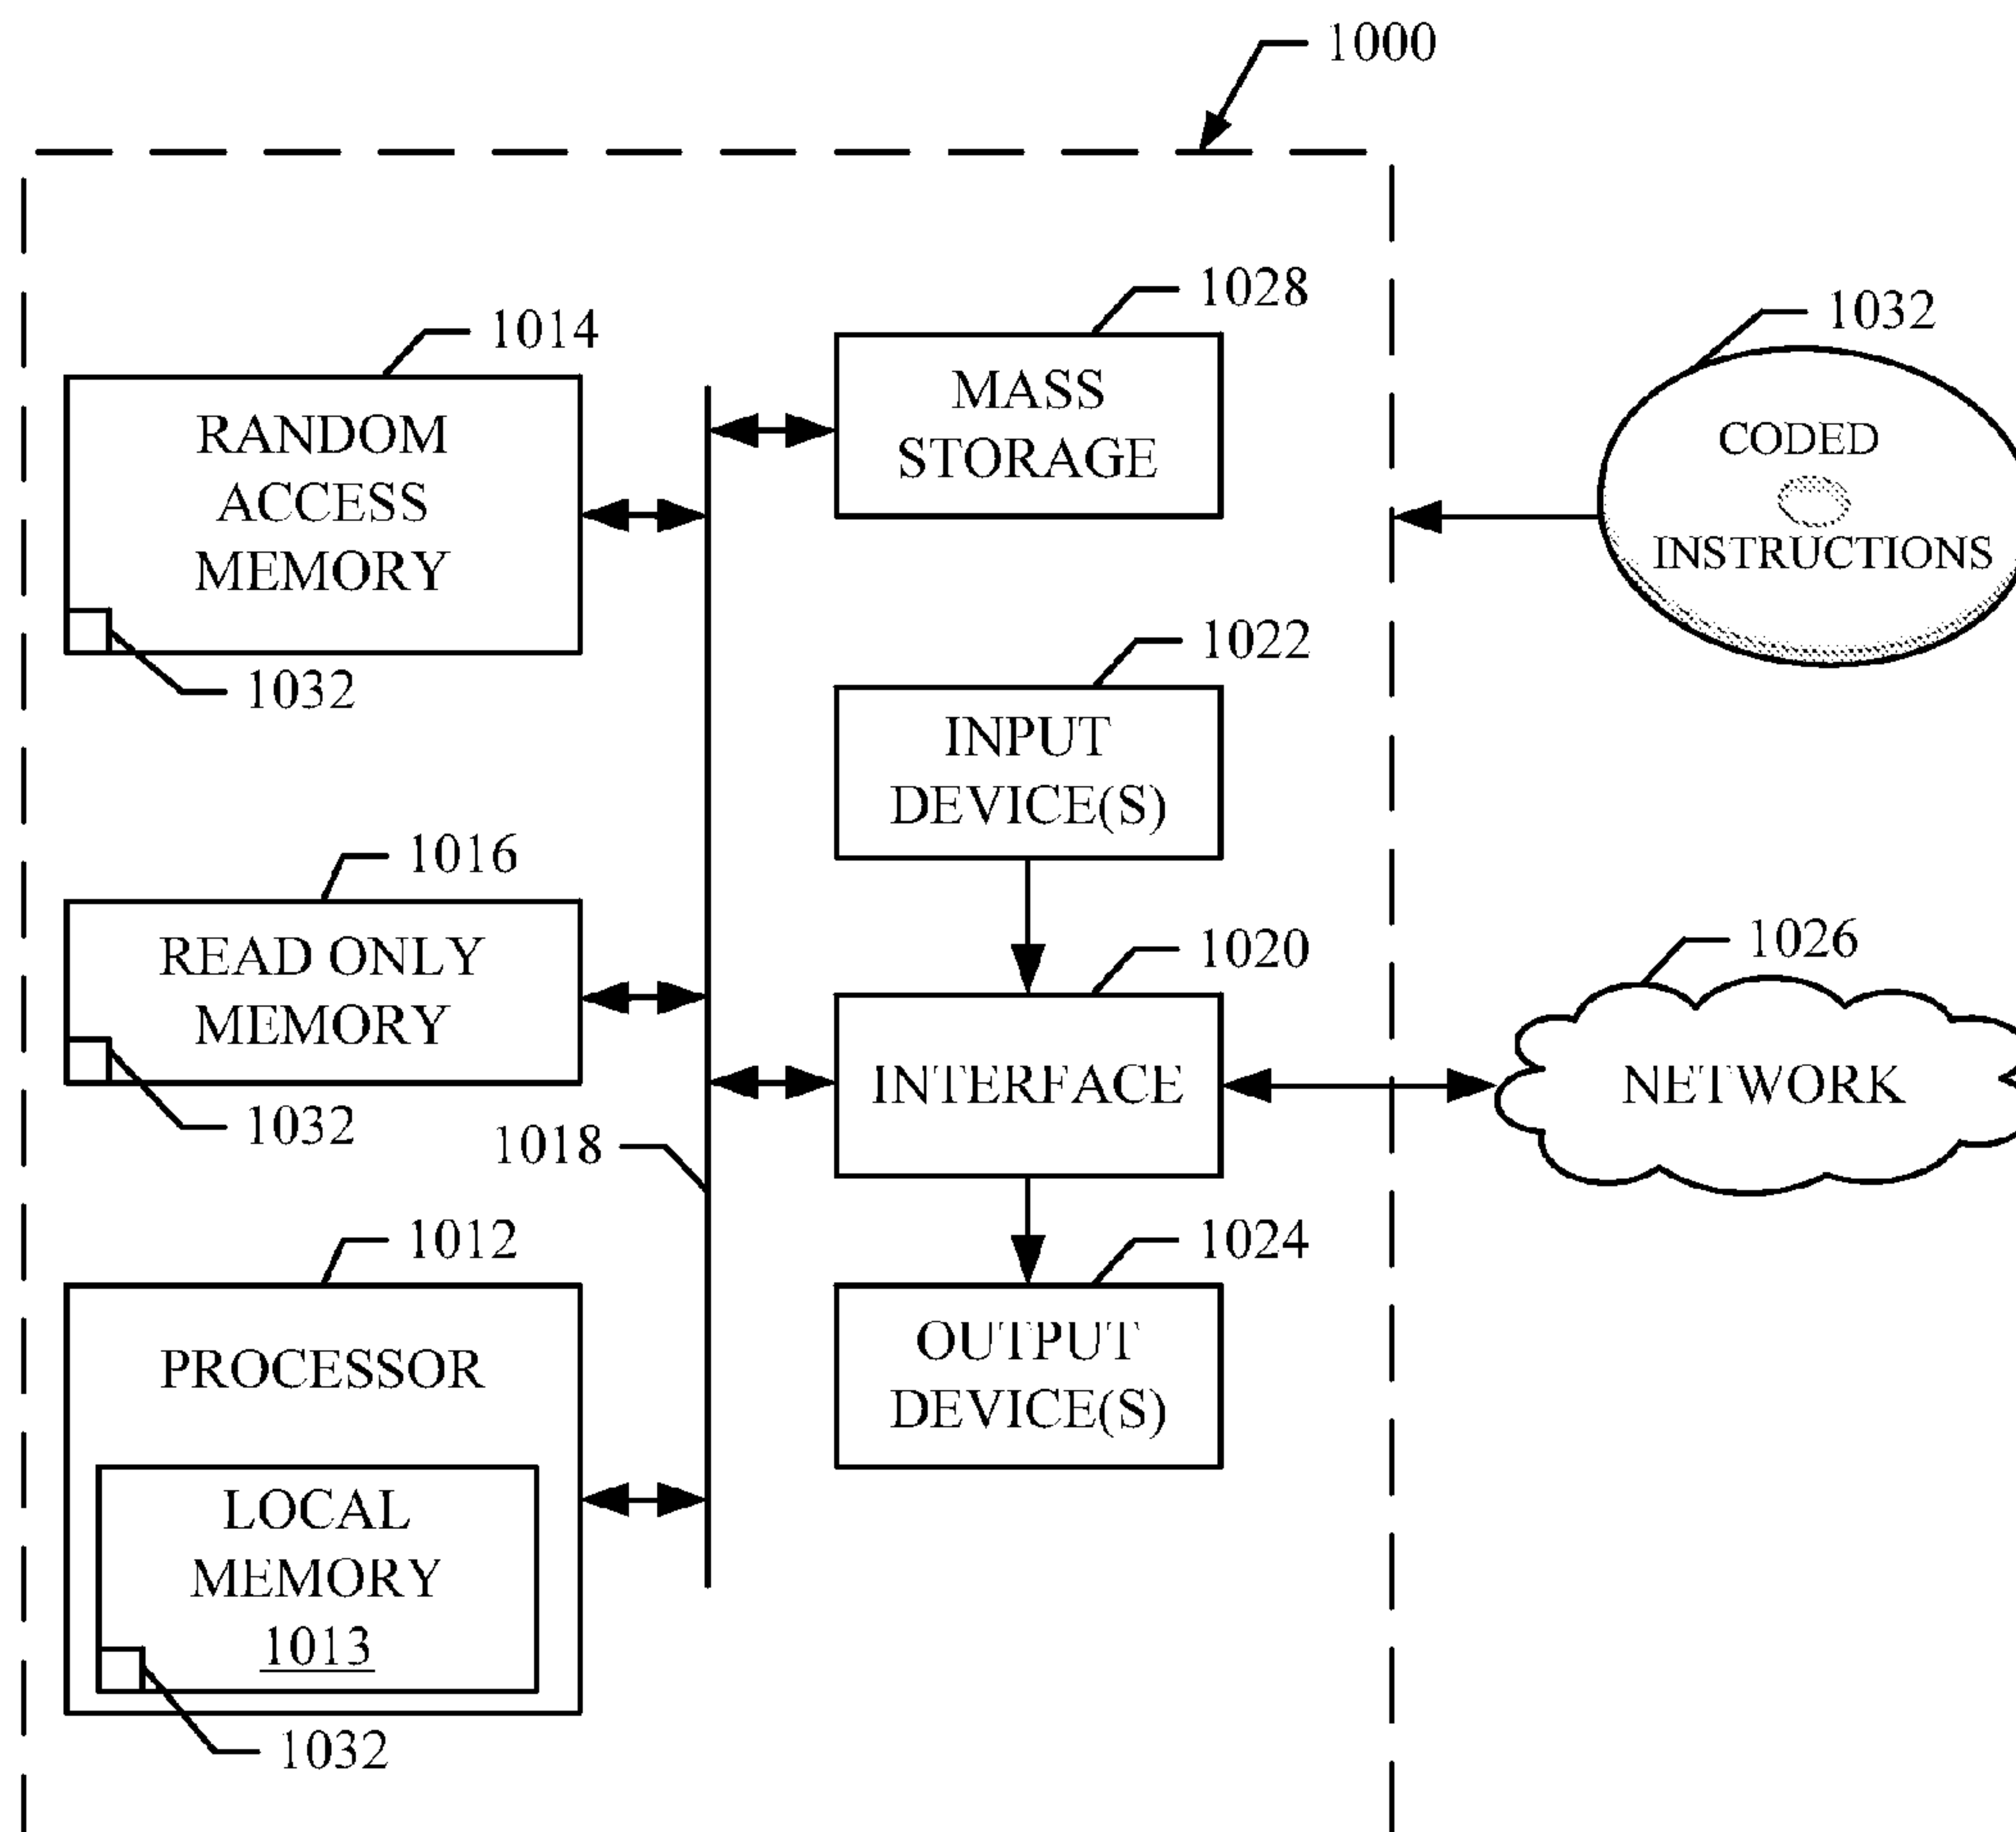 1000
1028
1014
1032
MASS
STORAGE
RANDOM
ACCESS
MEMORY
CODED
INSTRUCTIONS
1032
1022
INPUT
DEVICE(S)
1016
1020
1026
READ ONLY
MEMORY
INTERFACE
NETWORK
1032
1018
1012
1024
PROCESSOR
OUTPUT
DEVICE(S)
LOCAL
MEMORY
1013
1032